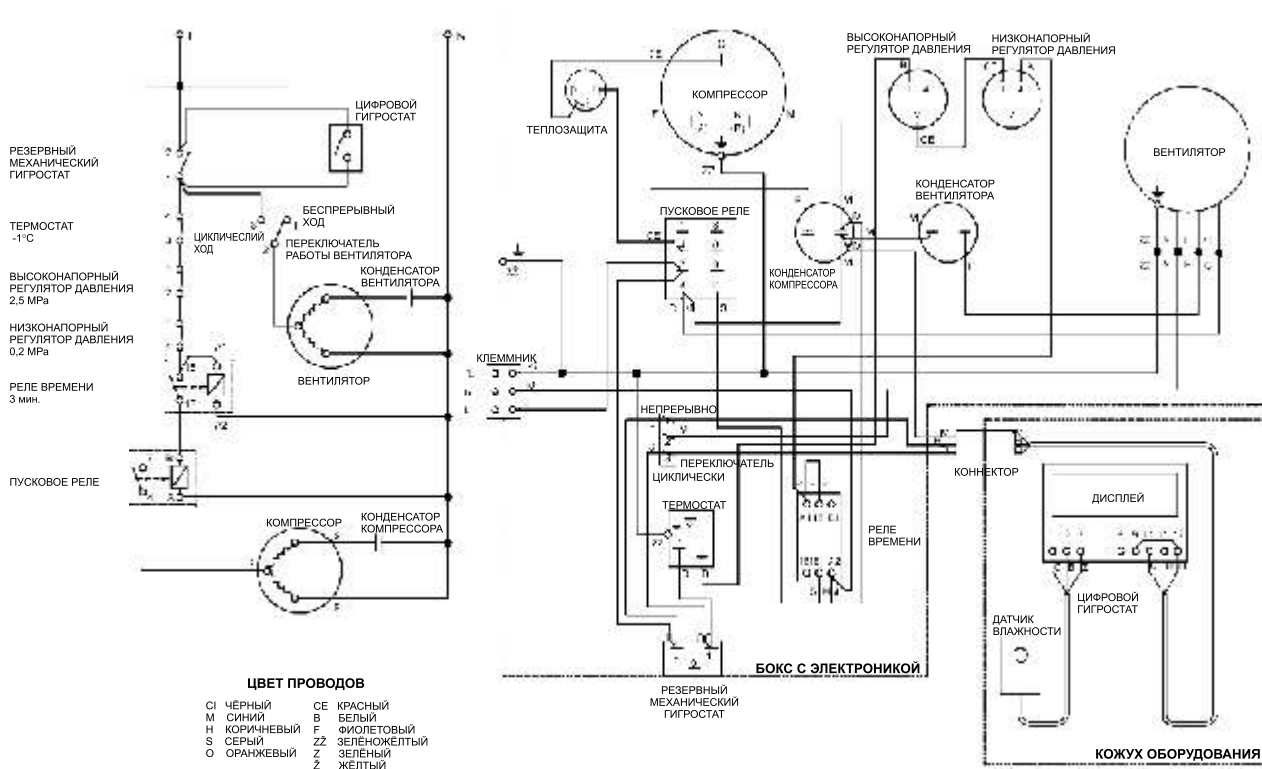 ЦИФРОВОЙ
ГИГРОСТАТ
РЕЗЕРВНЫЙ
МЕХАНИЧЕСКИЙ
ГИГРОСТАТ
ТЕРМОСТАТ
-1°C
ВЫСОКОНАПОРНЫЙ
РЕГУЛЯТОР ДАВЛЕНИЯ
2,5 MPa
НИЗКОНАПОРНЫЙ
РЕГУЛЯТОР ДАВЛЕНИЯ
0,2 MPa
РЕЛЕ ВРЕМЕНИ
3 мин.
ПУСКОВОЕ РЕЛЕ
БЕСПРЕРЫВНЫЙ
ХОД
ЦИКЛИЧЕСЛИЙ
ХОД
ПЕРЕКЛЮЧАТЕЛЬ
РАБОТЫ ВЕНТИЛЯТОРА
КОНДЕНСАТОР
ВЕНТИЛЯТОРА
ВЕНТИЛЯТОР
КОМПРЕССОР
КОНДЕНСАТОР
КОМПРЕССОРА
ТЕПЛОЗАЩИТА
CE
КОМПРЕССОР
ВЫСОКОНАПОРНЫЙ
РЕГУЛЯТОР ДАВЛЕНИЯ
НИЗКОНАПОРНЫЙ
РЕГУЛЯТОР ДАВЛЕНИЯ
CE
ВЕНТИЛЯТОР
КОНДЕНСАТОР
ВЕНТИЛЯТОРА
ПУСКОВОЕ РЕЛЕ
CE
КОНДЕНСАТОР
КОМПРЕССОРА
КЛЕММНИК
НЕПРЕРЫВНО
ПЕРЕКЛЮЧАТЕЛЬ
ЦИКЛИЧЕСКИ
ТЕРМОСТАТ
РЕЛЕ
ВРЕМЕНИ
КОННЕКТОР
ДИСПЛЕЙ
ЦИФРОВОЙ
ГИГРОСТАТ
ДАТЧИК
ВЛАЖНОСТИ
БОКС С ЭЛЕКТРОНИКОЙ
РЕЗЕРВНЫЙ
МЕХАНИЧЕСКИЙ
ГИГРОСТАТ
КОЖУХ ОБОРУДОВАНИЯ
ЦВЕТ ПРОВОДОВ
CI ЧЁРНЫЙ
M СИНИЙ
H КОРИЧНЕВЫЙ
S СЕРЫЙ
O ОРАНЖЕВЫЙ
CE КРАСНЫЙ
B БЕЛЫЙ
F ФИОЛЕТОВЫЙ
ZŽ ЗЕЛЁНОЖЁЛТЫЙ
Z ЗЕЛЁНЫЙ
Ž ЖЁЛТЫЙ